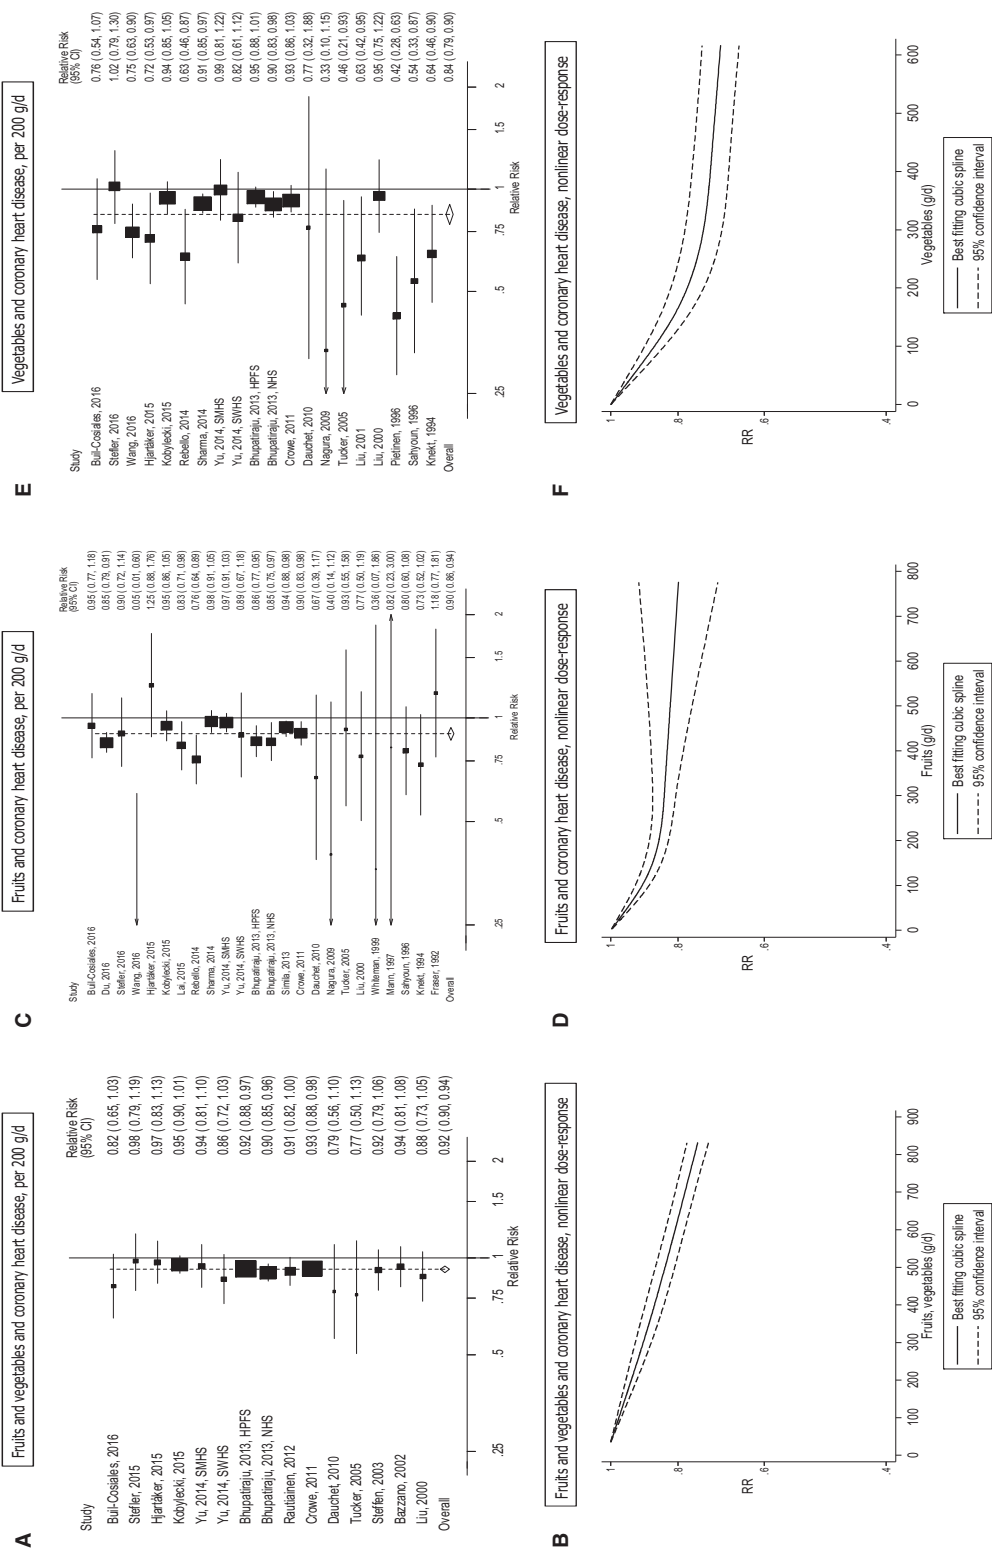 A
Fruits and vegetables and coronary heart disease, per 200 g/d
Study
Relative Risk
(95% CI)
Buil-Cosiales, 2016 0.82 ( 0.65, 1.03)
Stefler, 2015 0.98 ( 0.79, 1.19)
Hjartåker, 2015 0.97 ( 0.83, 1.13)
Kobylecki, 2015 0.95 ( 0.90, 1.01)
Yu, 2014, SMHS 0.94 ( 0.81, 1.10)
Yu, 2014, SWHS 0.86 ( 0.72, 1.03)
Bhupatiraju, 2013, HPFS 0.92 ( 0.88, 0.97)
Bhupatiraju, 2013, NHS 0.90 ( 0.85, 0.96)
Rautiainen, 2012 0.91 ( 0.82, 1.00)
Crowe, 2011 0.93 ( 0.88, 0.98)
Dauchet, 2010 0.79 ( 0.56, 1.10)
Tucker, 2005 0.77 ( 0.50, 1.13)
Steffen, 2003 0.92 ( 0.79, 1.06)
Bazzano, 2002 0.94 ( 0.81, 1.08)
Liu, 2000 0.88 ( 0.73, 1.05)
Overall 0.92 ( 0.90, 0.94)
.25 .5 .75 1 1.5 2
Relative Risk
B
Fruits and vegetables and coronary heart disease, nonlinear dose-response
1
.8
.6
.4
RR
0 100 200 300 400 500 600 700 800 900
Fruits, vegetables (g/d)
Best fitting cubic spline
95% confidence interval
C
Fruits and coronary heart disease, per 200 g/d
Study
Relative Risk
(95% CI)
Buil-Cosiales, 2016 0.95 ( 0.77, 1.18)
Du, 2016 0.85 ( 0.79, 0.91)
Stefler, 2016 0.90 ( 0.72, 1.14)
Wang, 2016 0.05 ( 0.01, 0.60)
Hjartåker, 2015 1.25 ( 0.88, 1.76)
Kobylecki, 2015 0.95 ( 0.86, 1.05)
Lai, 2015 0.83 ( 0.71, 0.98)
Rebello, 2014 0.76 ( 0.64, 0.89)
Sharma, 2014 0.98 ( 0.91, 1.05)
Yu, 2014, SMHS 0.97 ( 0.91, 1.03)
Yu, 2014, SWHS 0.89 ( 0.67, 1.18)
Bhupatiraju, 2013, HPFS 0.86 ( 0.77, 0.95)
Bhupatiraju, 2013, NHS 0.85 ( 0.75, 0.97)
Simila, 2013 0.94 ( 0.88, 0.98)
Crowe, 2011 0.90 ( 0.83, 0.98)
Dauchet, 2010 0.67 ( 0.39, 1.17)
Nagura, 2009 0.40 ( 0.14, 1.12)
Tucker, 2005 0.93 ( 0.55, 1.58)
Liu, 2000 0.77 ( 0.50, 1.19)
Whiteman, 1999 0.36 ( 0.07, 1.86)
Mann, 1997 0.82 ( 0.23, 3.00)
Sahyoun, 1996 0.80 ( 0.60, 1.08)
Knekt, 1994 0.73 ( 0.52, 1.02)
Fraser, 1992 1.18 ( 0.77, 1.81)
Overall 0.90 ( 0.86, 0.94)
.25 .5 .75 1 1.5 2
Relative Risk
D
Fruits and coronary heart disease, nonlinear dose-response
1
.8
.6
.4
RR
0 100 200 300 400 500 600 700 800
Fruits (g/d)
Best fitting cubic spline
95% confidence interval
E
Vegetables and coronary heart disease, per 200 g/d
Study
Relative Risk
(95% CI)
Buil-Cosiales, 2016 0.76 ( 0.54, 1.07)
Stefler, 2016 1.02 ( 0.79, 1.30)
Wang, 2016 0.75 ( 0.63, 0.90)
Hjartåker, 2015 0.72 ( 0.53, 0.97)
Kobylecki, 2015 0.94 ( 0.85, 1.05)
Rebello, 2014 0.63 ( 0.46, 0.87)
Sharma, 2014 0.91 ( 0.85, 0.97)
Yu, 2014, SMHS 0.99 ( 0.81, 1.22)
Yu, 2014, SWHS 0.82 ( 0.61, 1.12)
Bhupatiraju, 2013, HPFS 0.95 ( 0.88, 1.01)
Bhupatiraju, 2013, NHS 0.90 ( 0.83, 0.98)
Crowe, 2011 0.93 ( 0.86, 1.03)
Dauchet, 2010 0.77 ( 0.32, 1.88)
Nagura, 2009 0.33 ( 0.10, 1.15)
Tucker, 2005 0.46 ( 0.21, 0.93)
Liu, 2001 0.63 ( 0.42, 0.95)
Liu, 2000 0.95 ( 0.75, 1.22)
Pietinen, 1996 0.42 ( 0.28, 0.63)
Sahyoun, 1996 0.54 ( 0.33, 0.87)
Knekt, 1994 0.64 ( 0.46, 0.90)
Overall 0.84 ( 0.79, 0.90)
.25 .5 .75 1 1.5 2
Relative Risk
F
Vegetables and coronary heart disease, nonlinear dose-response
1
.8
.6
.4
RR
0 100 200 300 400 500 600
Vegetables (g/d)
Best fitting cubic spline
95% confidence interval